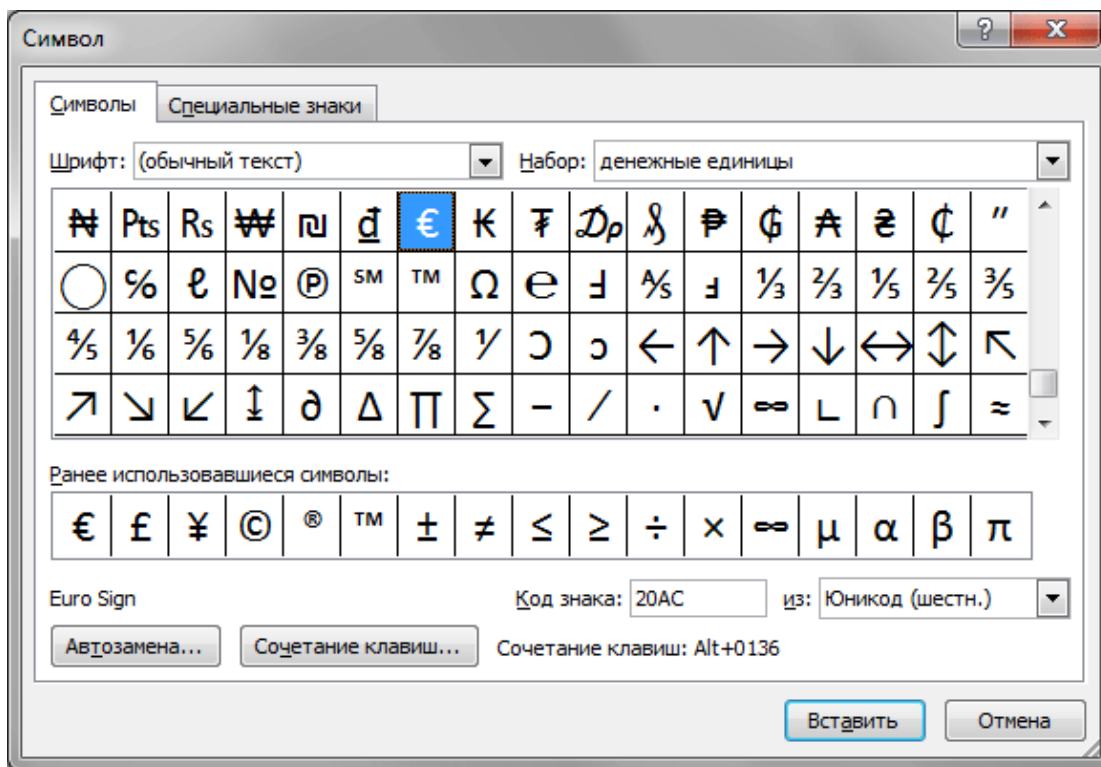 Символ
Символы Специальные знаки
Шрифт: (обычный текст) Набор: денежные единицы
₦ ₧ ₨ ₩ ₪ ₫ € ₭ ₮ ₯ ₰ ₱ ₲ ₳ ₴ ₵ ″
◯ ℅ ℓ № ℗ ℠ ™ Ω ℮ Ⅎ ⅍ ⅎ ⅓ ⅔ ⅕ ⅖ ⅗
⅘ ⅙ ⅚ ⅛ ⅜ ⅝ ⅞ ⅟ Ↄ ↄ ← ↑ → ↓ ↔ ↕ ↖
↗ ↘ ↙ ↨ ∂ ∆ ∏ ∑ − ∕ ∙ √ ∞ ∟ ∩ ∫ ≈
Ранее использовавшиеся символы:
€ £ ¥ © ® ™ ± ≠ ≤ ≥ ÷ × ∞ µ α β π
Euro Sign Код знака: 20AC из: Юникод (шестн.)
Автозамена... Сочетание клавиш... Сочетание клавиш: Alt+0136
Вставить Отмена